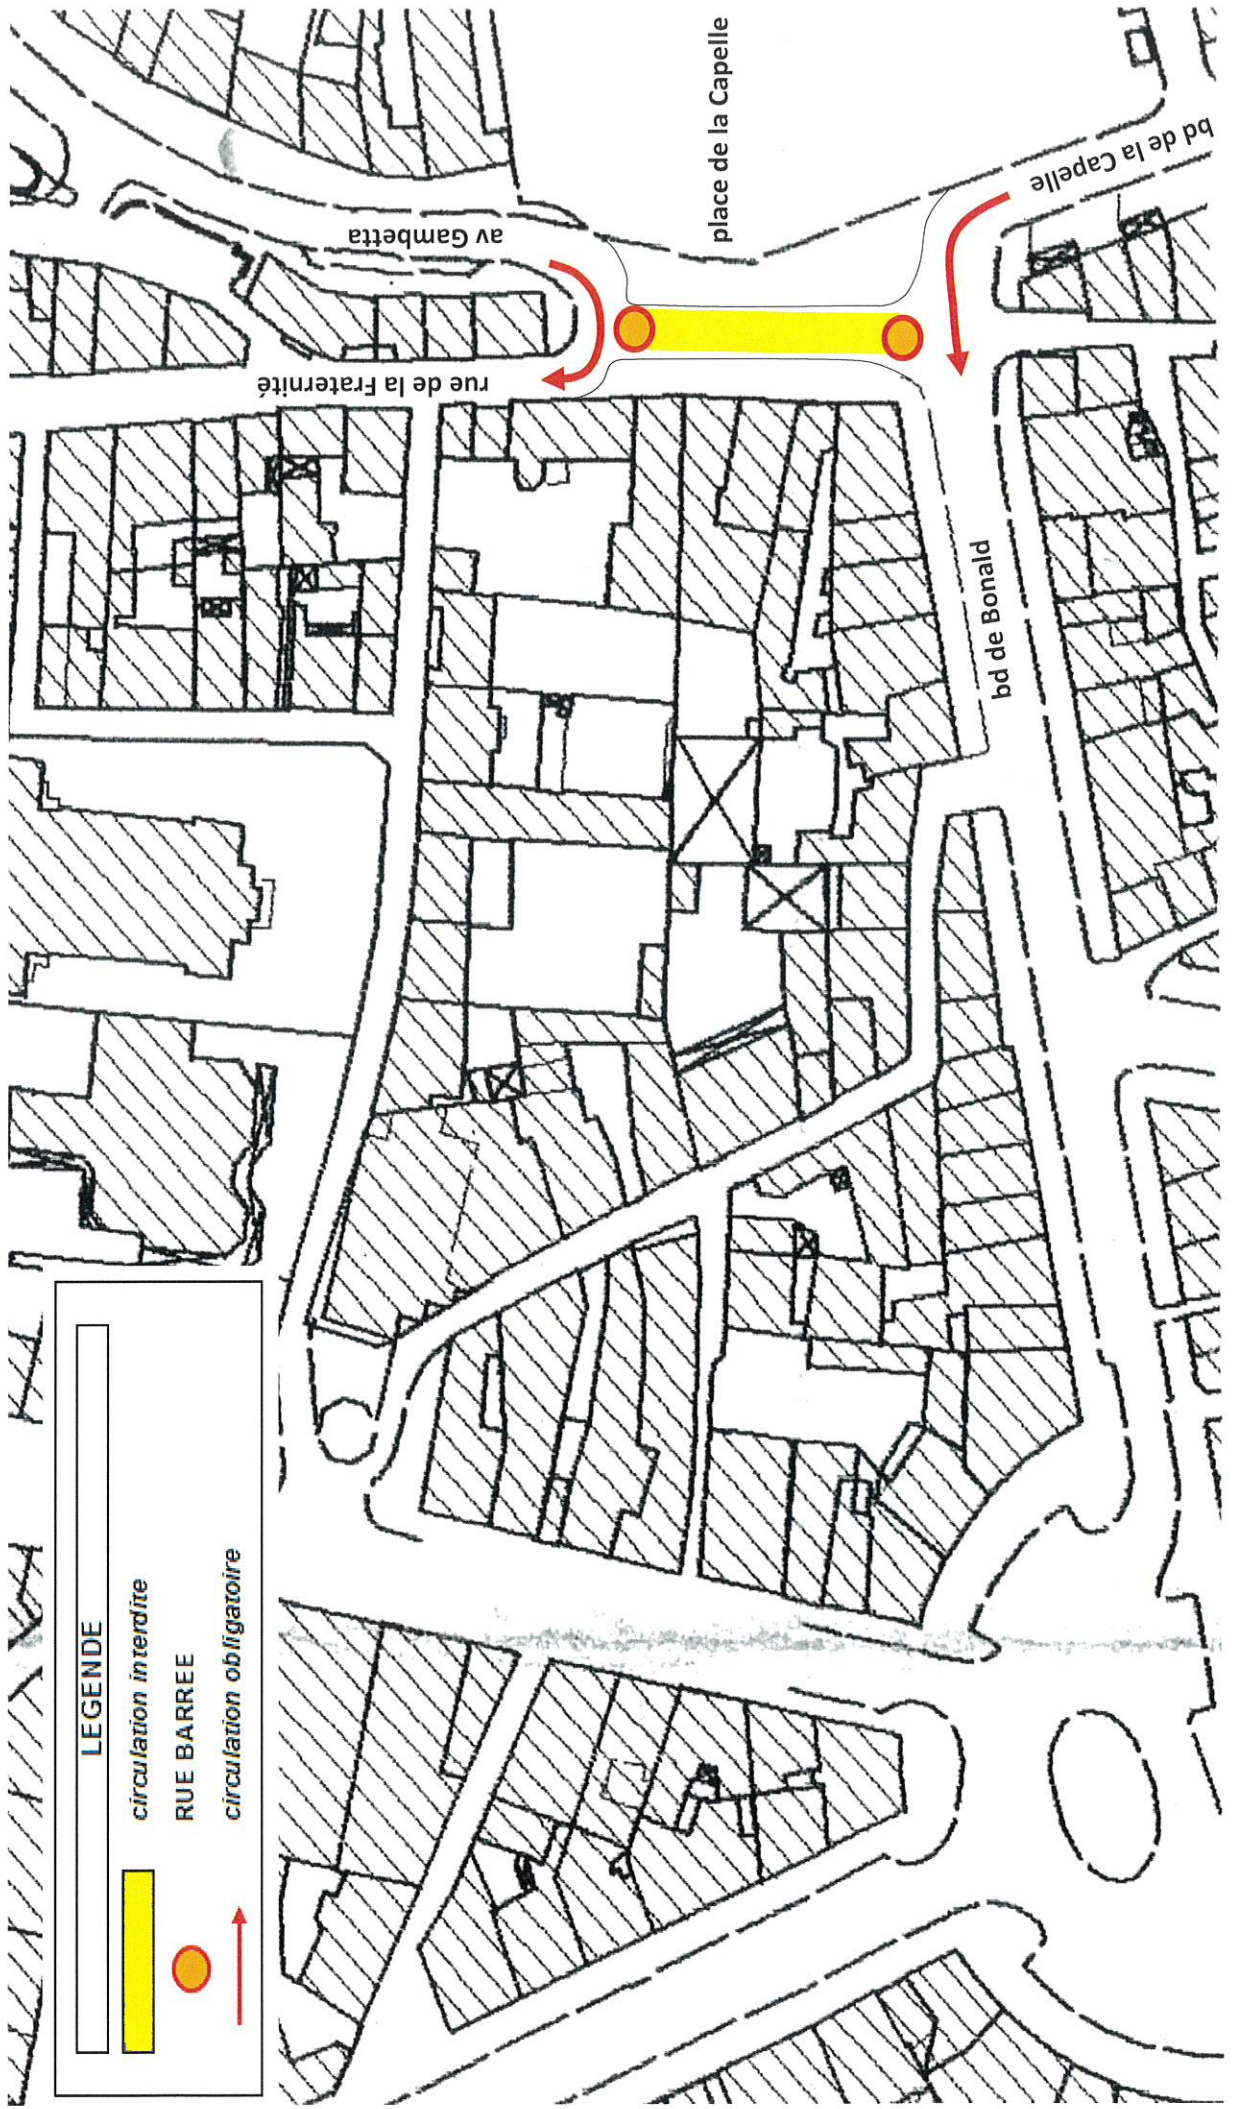 LEGENDE
circulation interdite
RUE BARREE
circulation obligatoire
av Gambetta
rue de la Fraternité
place de la Capelle
bd de la Capelle
bd de Bonald